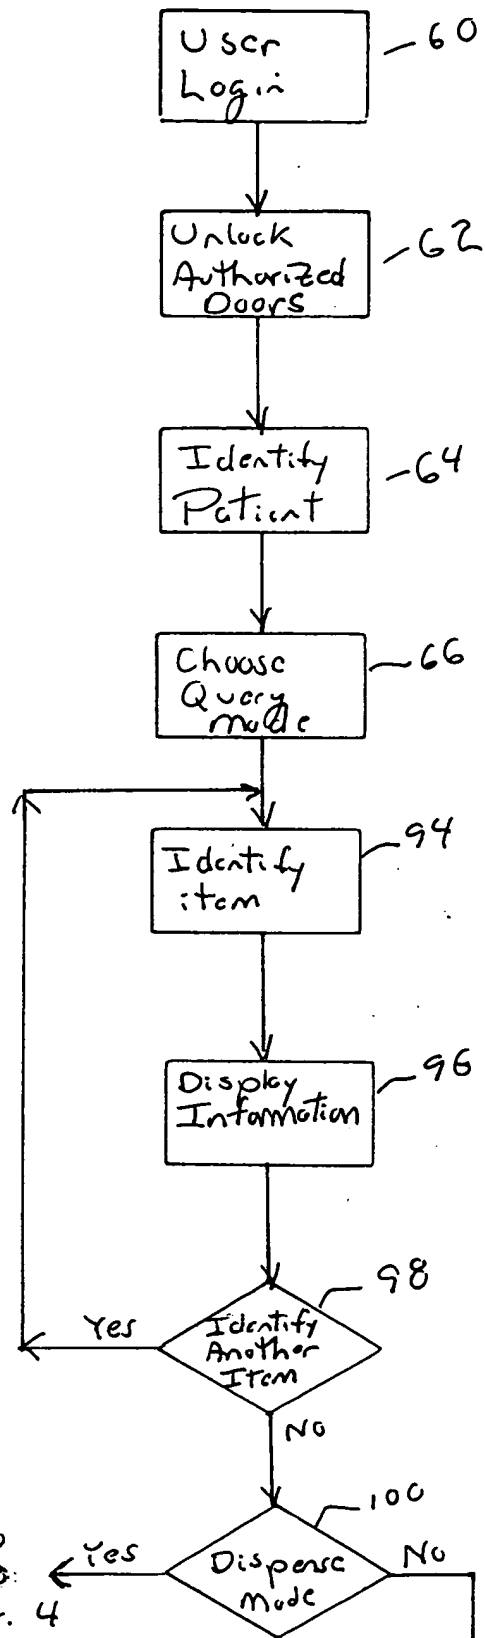 User
Login
60
Unlock
Authorized
Doors
62
Identify
Patient
64
Choose
Query
mode
66
Identify
item
94
Display
Information
96
Identify
Another
Item
98
Yes
No
Dispense
mode
100
Yes
No
. 4